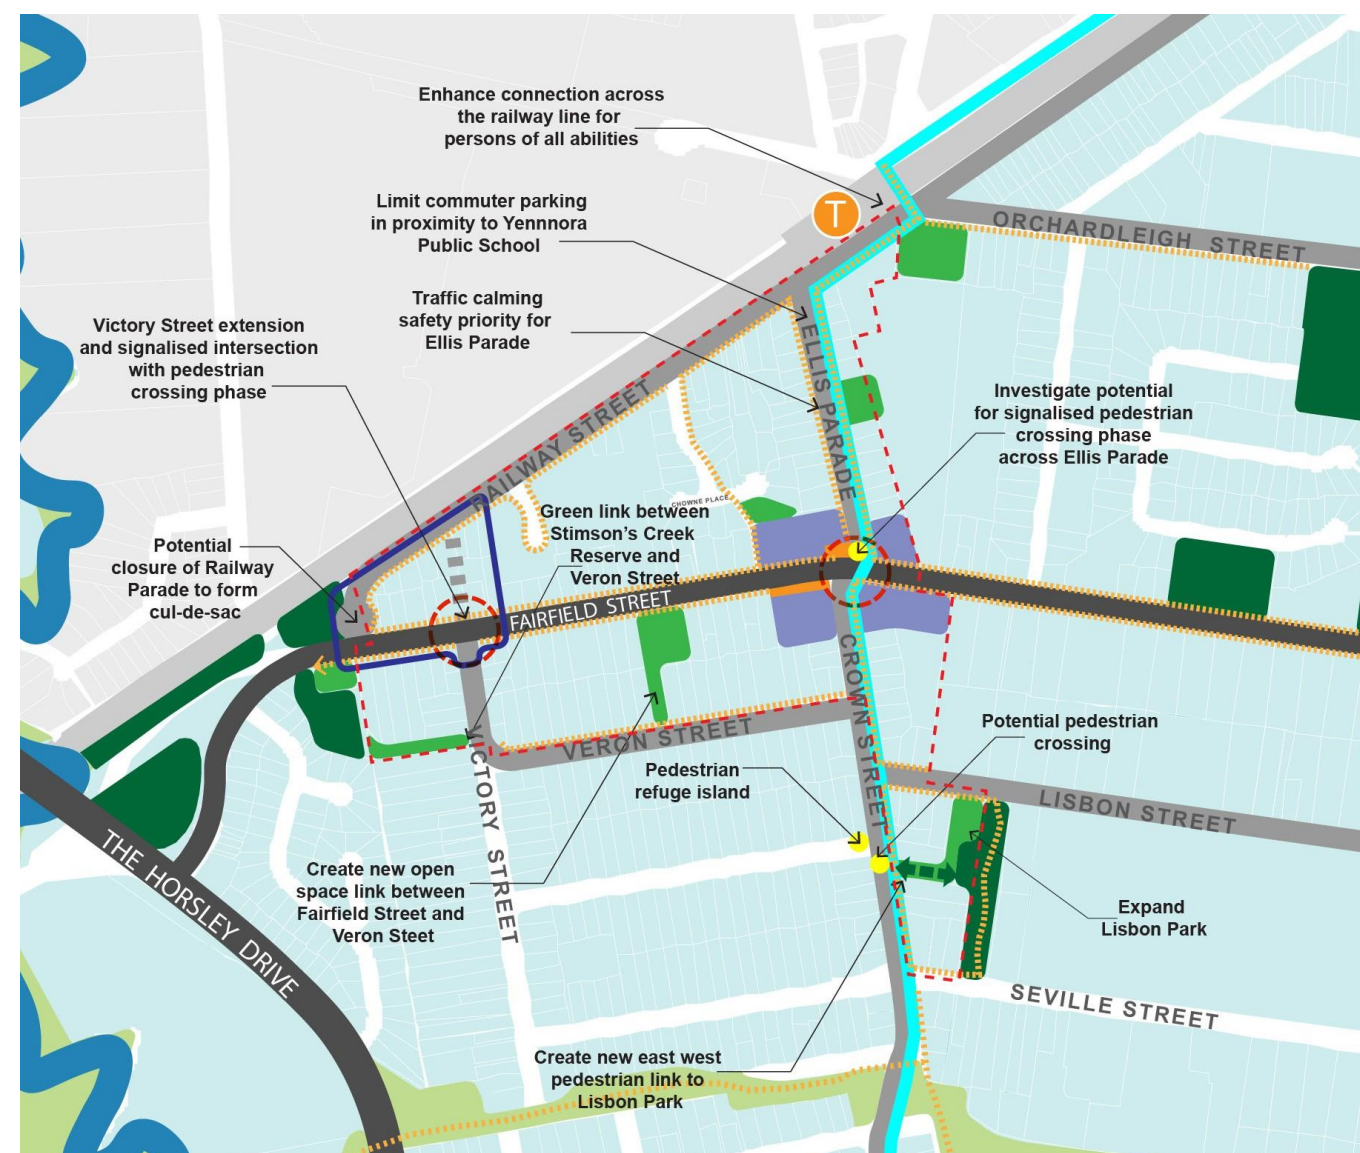 Enhance connection across
the railway line for
persons of all abilities
T
Limit commuter parking
in proximity to Yennnora
Public School
ORCHARDLEIGH STREET
Traffic calming
safety priority for
Ellis Parade
Victory Street extension
and signalised intersection
with pedestrian
crossing phase
ELLIS PARADE
RAILWAY STREET
Investigate potential
for signalised pedestrian
crossing phase
across Ellis Parade
CHOWNE PLACE
Green link between
Stimson's Creek
Reserve and
Veron Street
Potential
closure of Railway
Parade to form
cul-de-sac
FAIRFIELD STREET
CROWN STREET
VERON STREET
VICTORY STREET
Potential pedestrian
crossing
Pedestrian
refuge island
LISBON STREET
THE HORSLEY DRIVE
Create new open
space link between
Fairfield Street and
Veron Steet
Expand
Lisbon Park
SEVILLE STREET
Create new east west
pedestrian link to
Lisbon Park